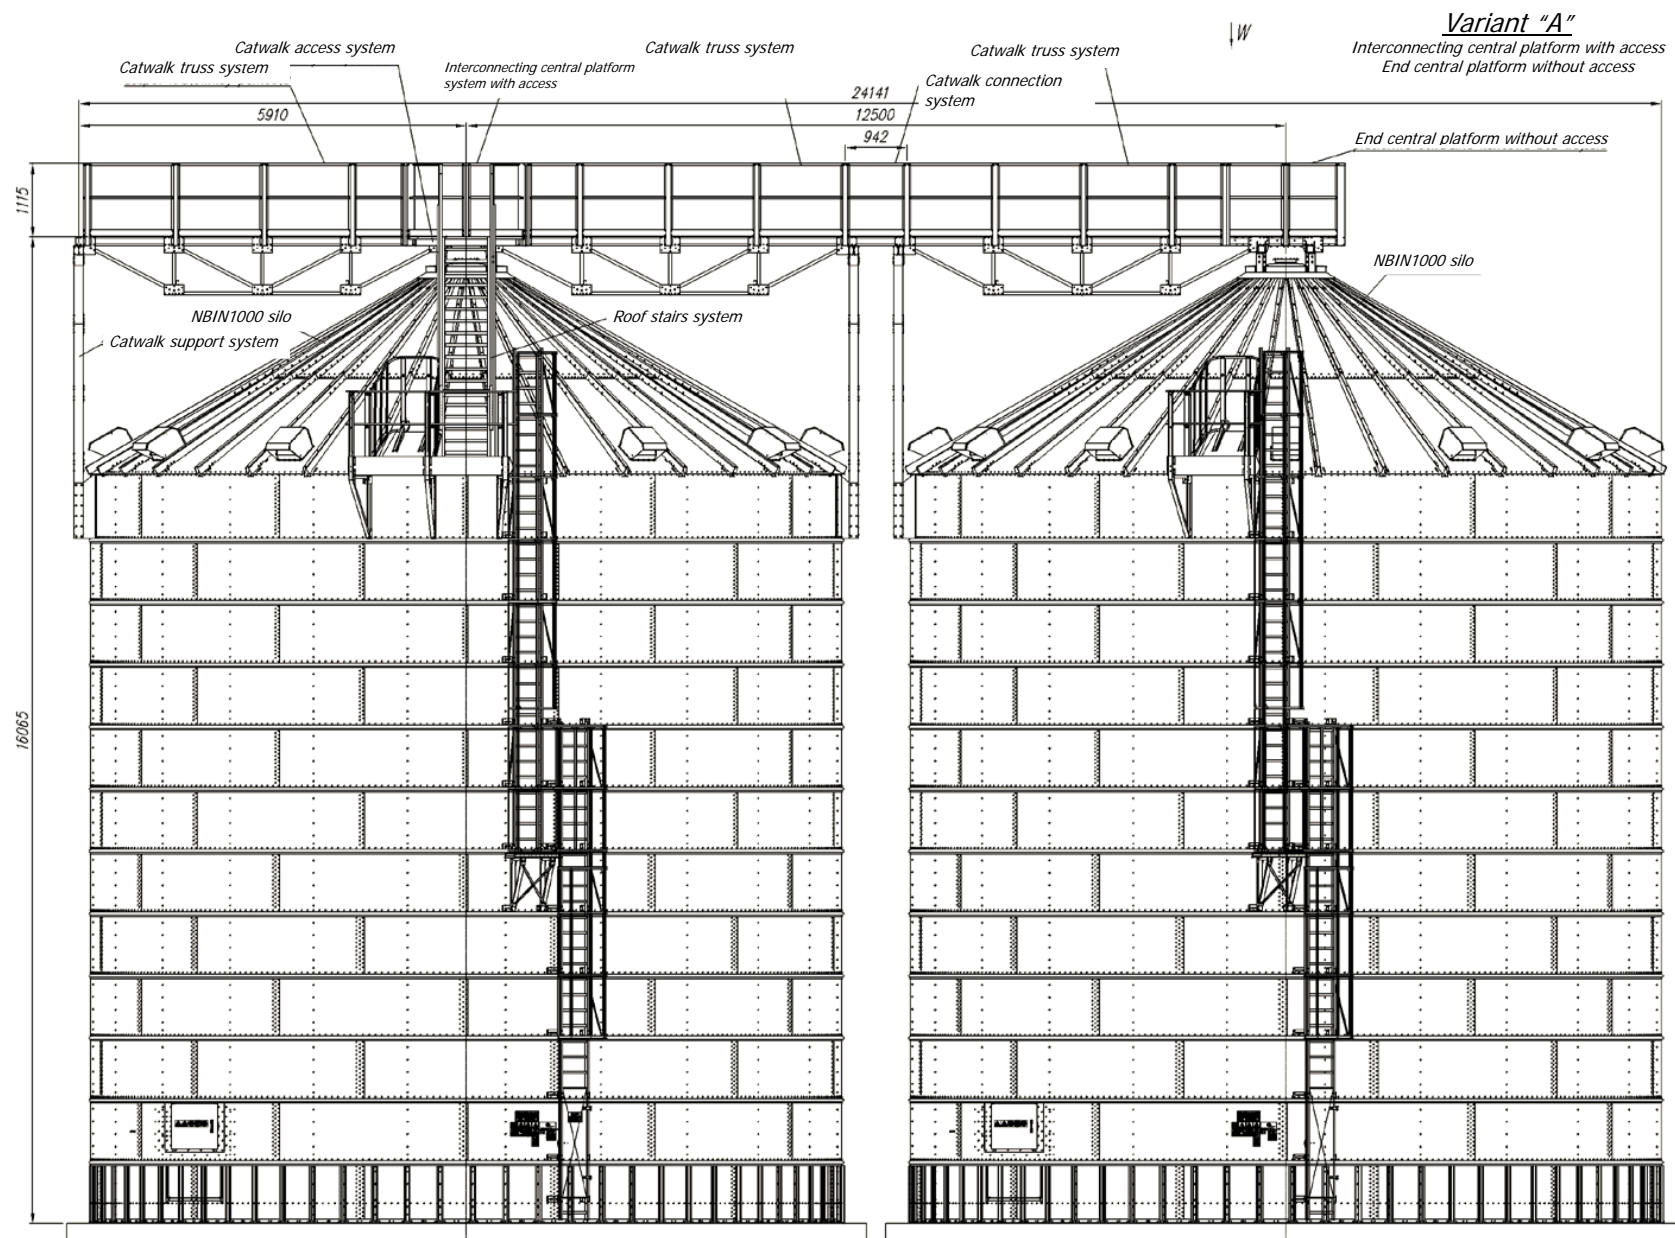 Variant “A”
Interconnecting central platform with access
End central platform without access
W
Catwalk access system
Catwalk truss system
Catwalk truss system
Catwalk truss system
Interconnecting central platform
system with access
Catwalk connection
system
24141
5910
12500
942
End central platform without access
1115
NBIN1000 silo
NBIN1000 silo
Roof stairs system
Catwalk support system
16065